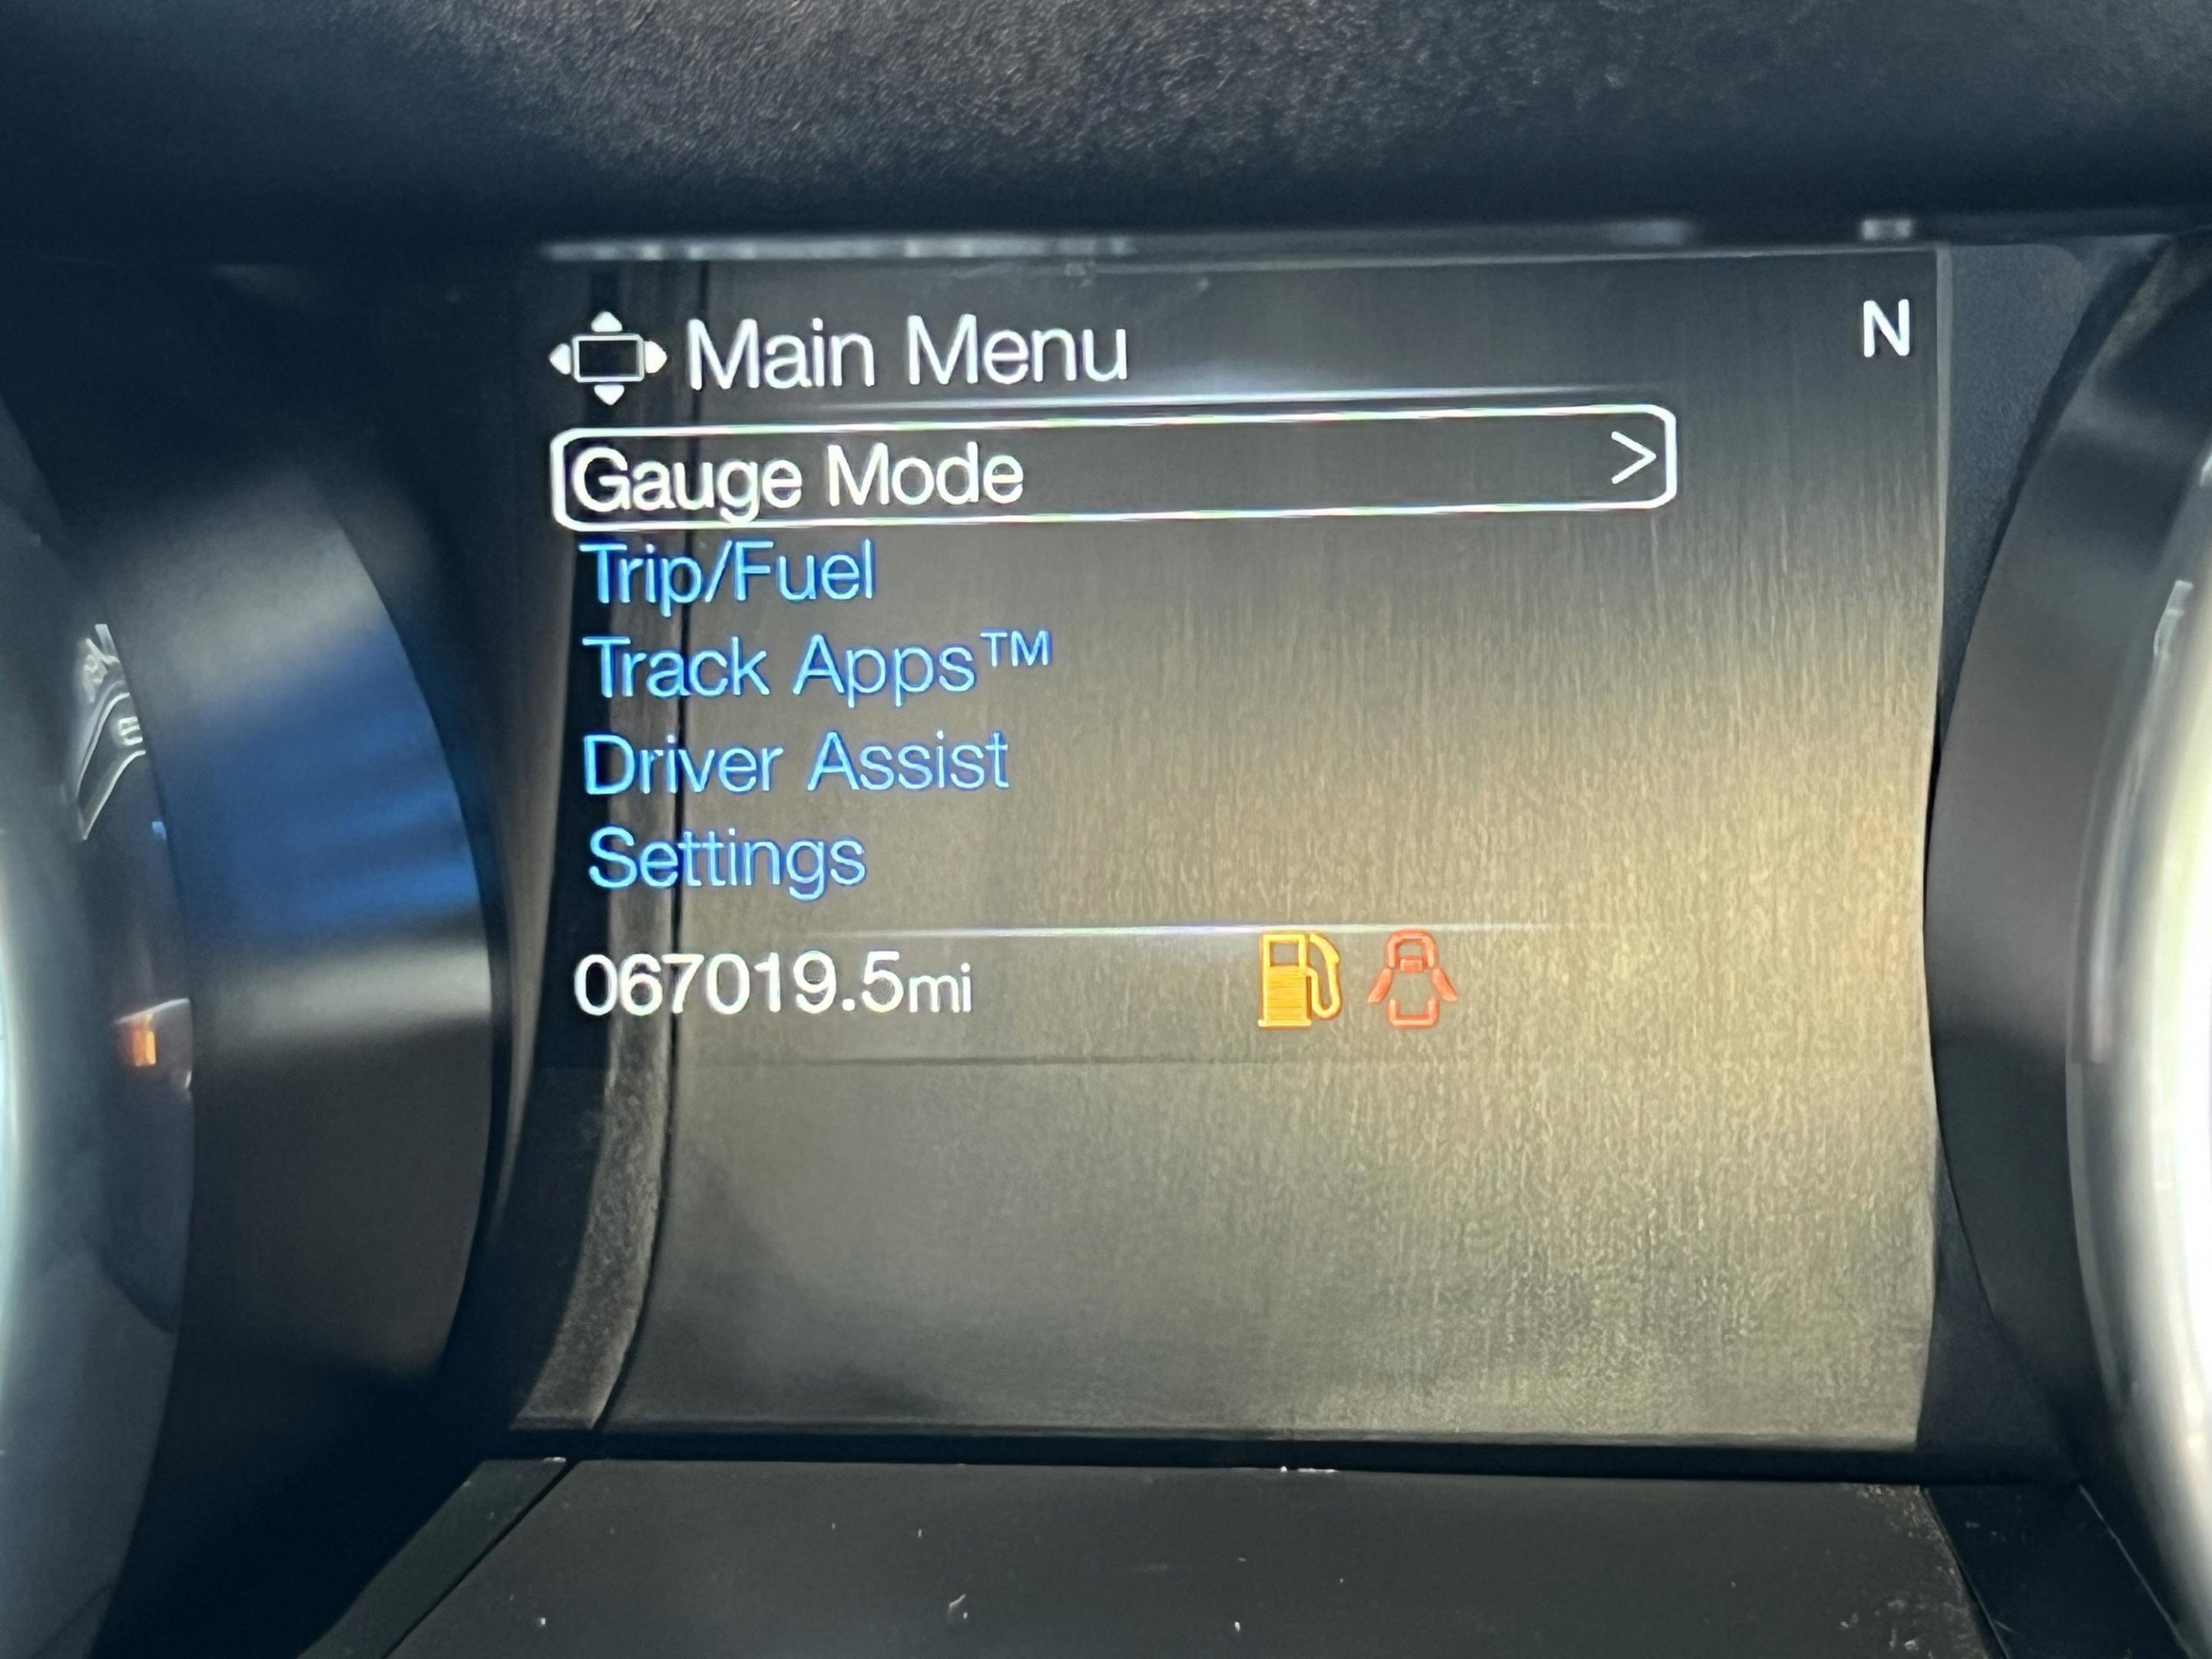 Main Menu
N
Gauge Mode >
Trip/Fuel
Track Apps™
Driver Assist
Settings
067019.5mi